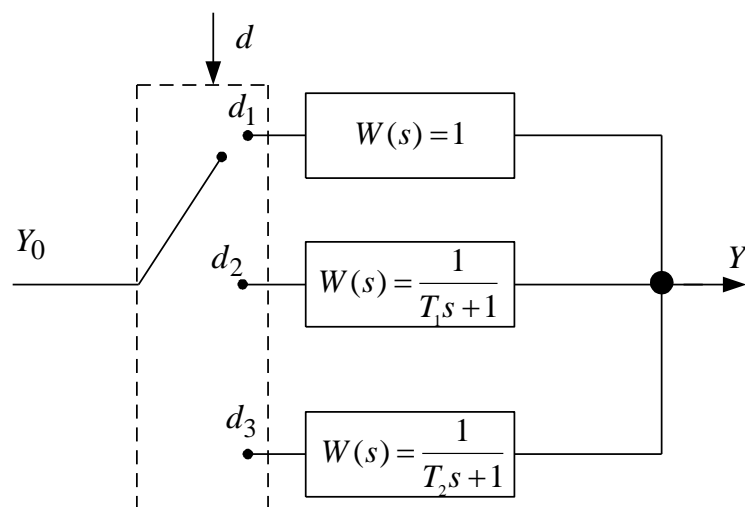 d
d₁
W(s)=1
Y₀
d₂
W(s)=1/(T₁s+1)
Y
d₃
W(s)=1/(T₂s+1)